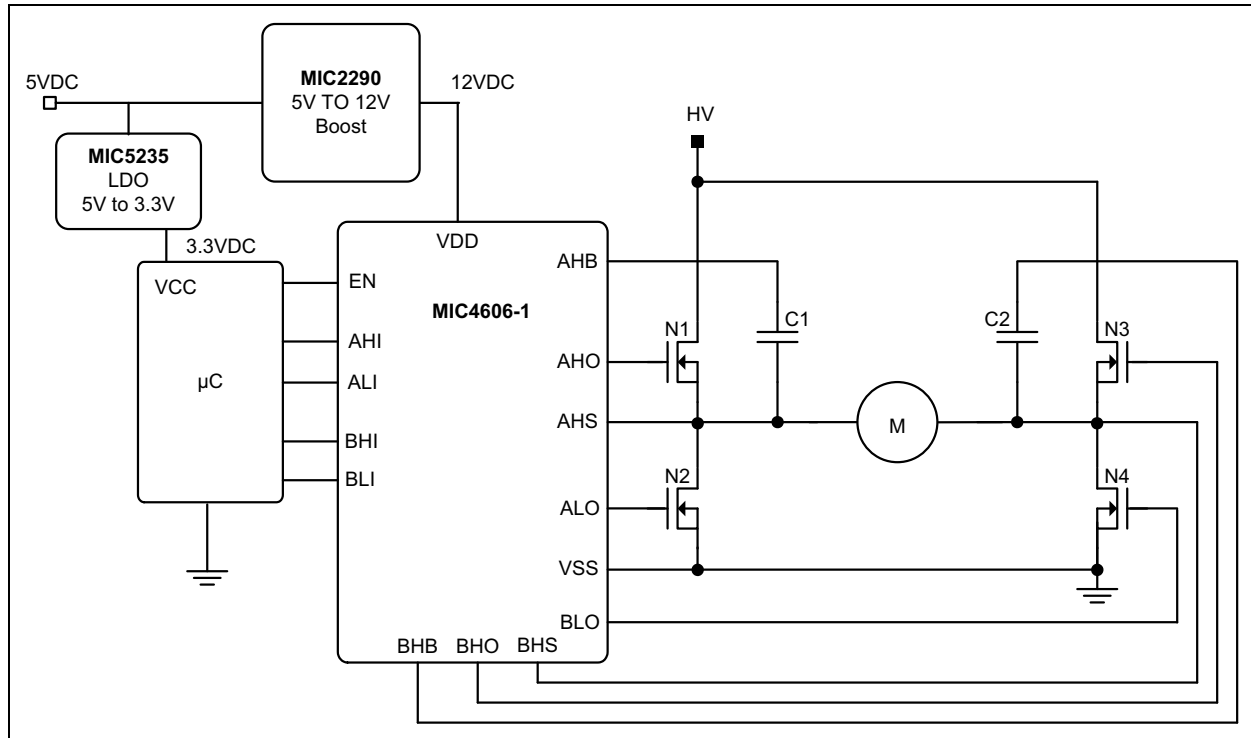 5VDC
MIC2290
5V TO 12V
Boost
12VDC
HV
MIC5235
LDO
5V to 3.3V
3.3VDC
VCC
µC
VDD
MIC4606-1
EN
AHI
ALI
BHI
BLI
AHB
AHO
AHS
ALO
VSS
BLO
BHB
BHO
BHS
N1
C1
C2
N3
M
N2
N4